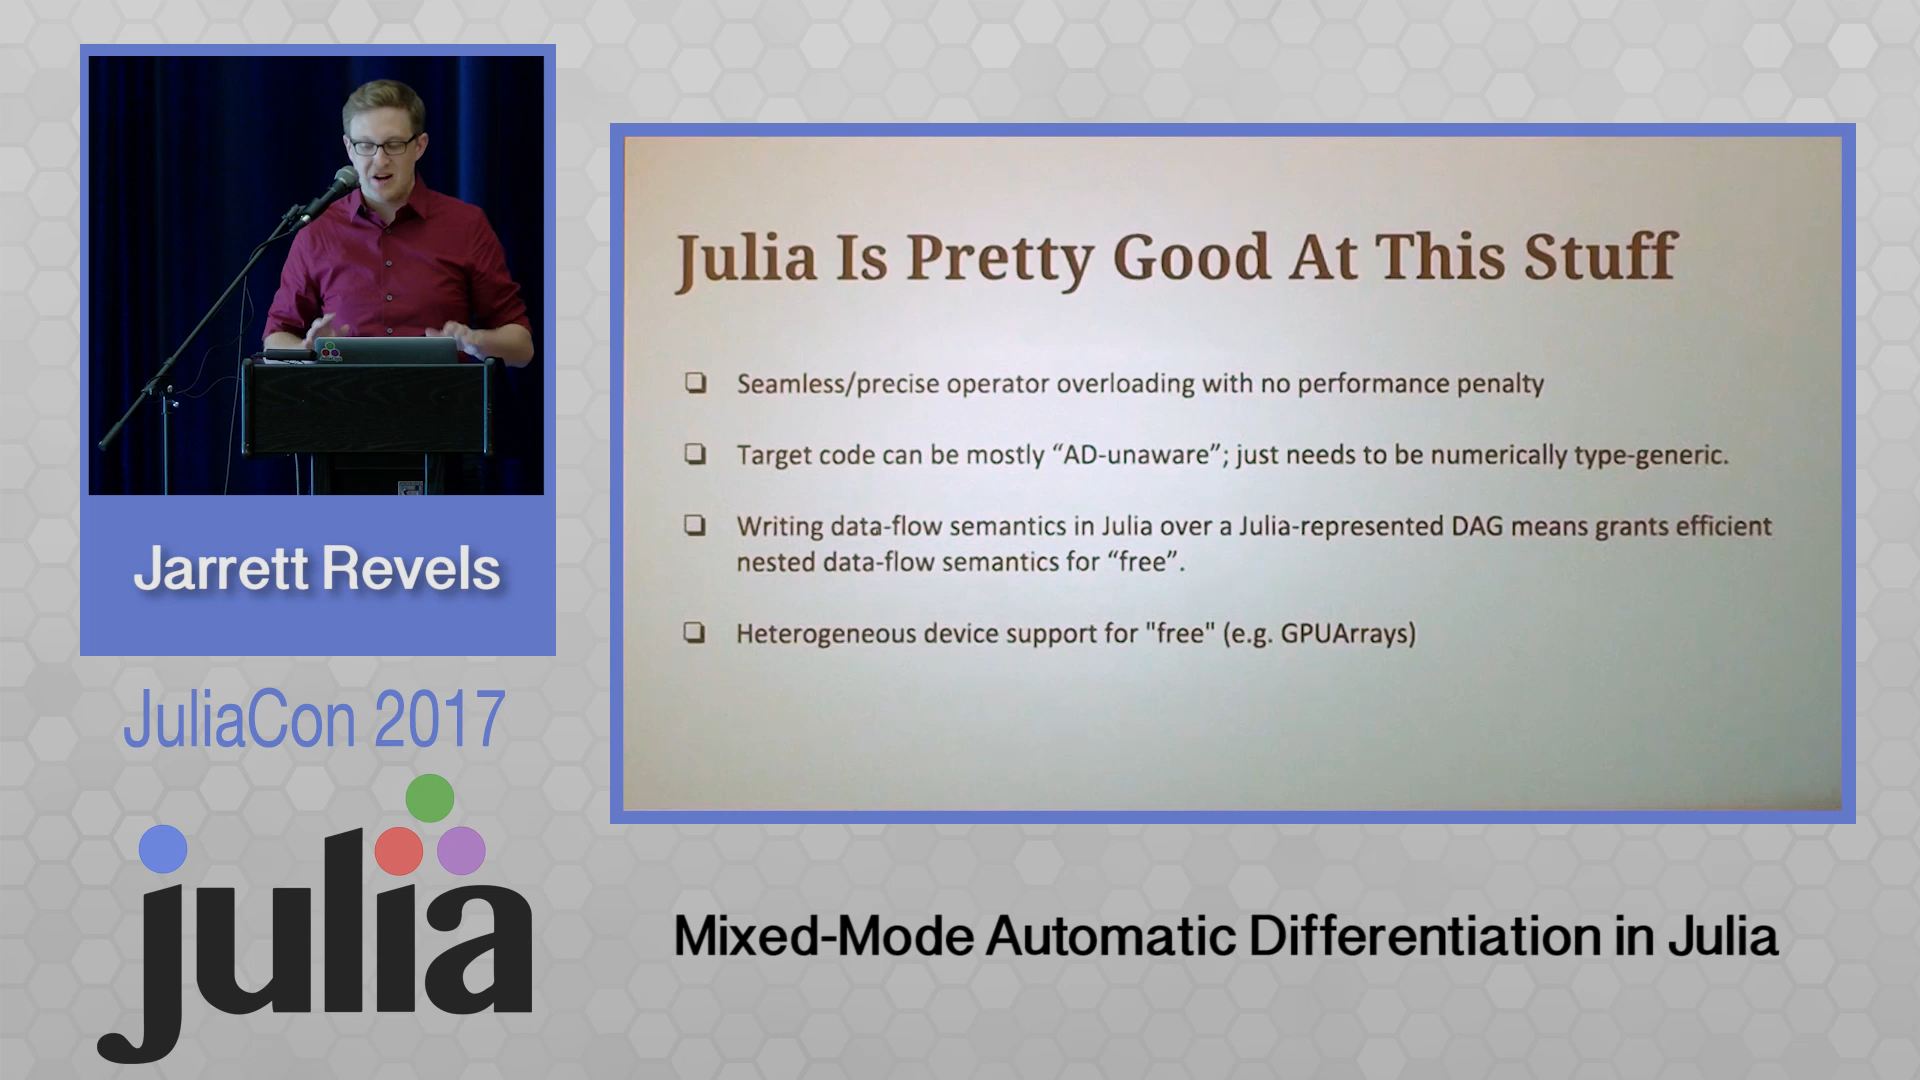 Jarrett Revels
JuliaCon 2017
julia
Julia Is Pretty Good At This Stuff
Seamless/precise operator overloading with no performance penalty
Target code can be mostly “AD-unaware”; just needs to be numerically type-generic.
Writing data-flow semantics in Julia over a Julia-represented DAG means grants efficient
nested data-flow semantics for “free”.
Heterogeneous device support for "free" (e.g. GPUArrays)
Mixed-Mode Automatic Differentiation in Julia